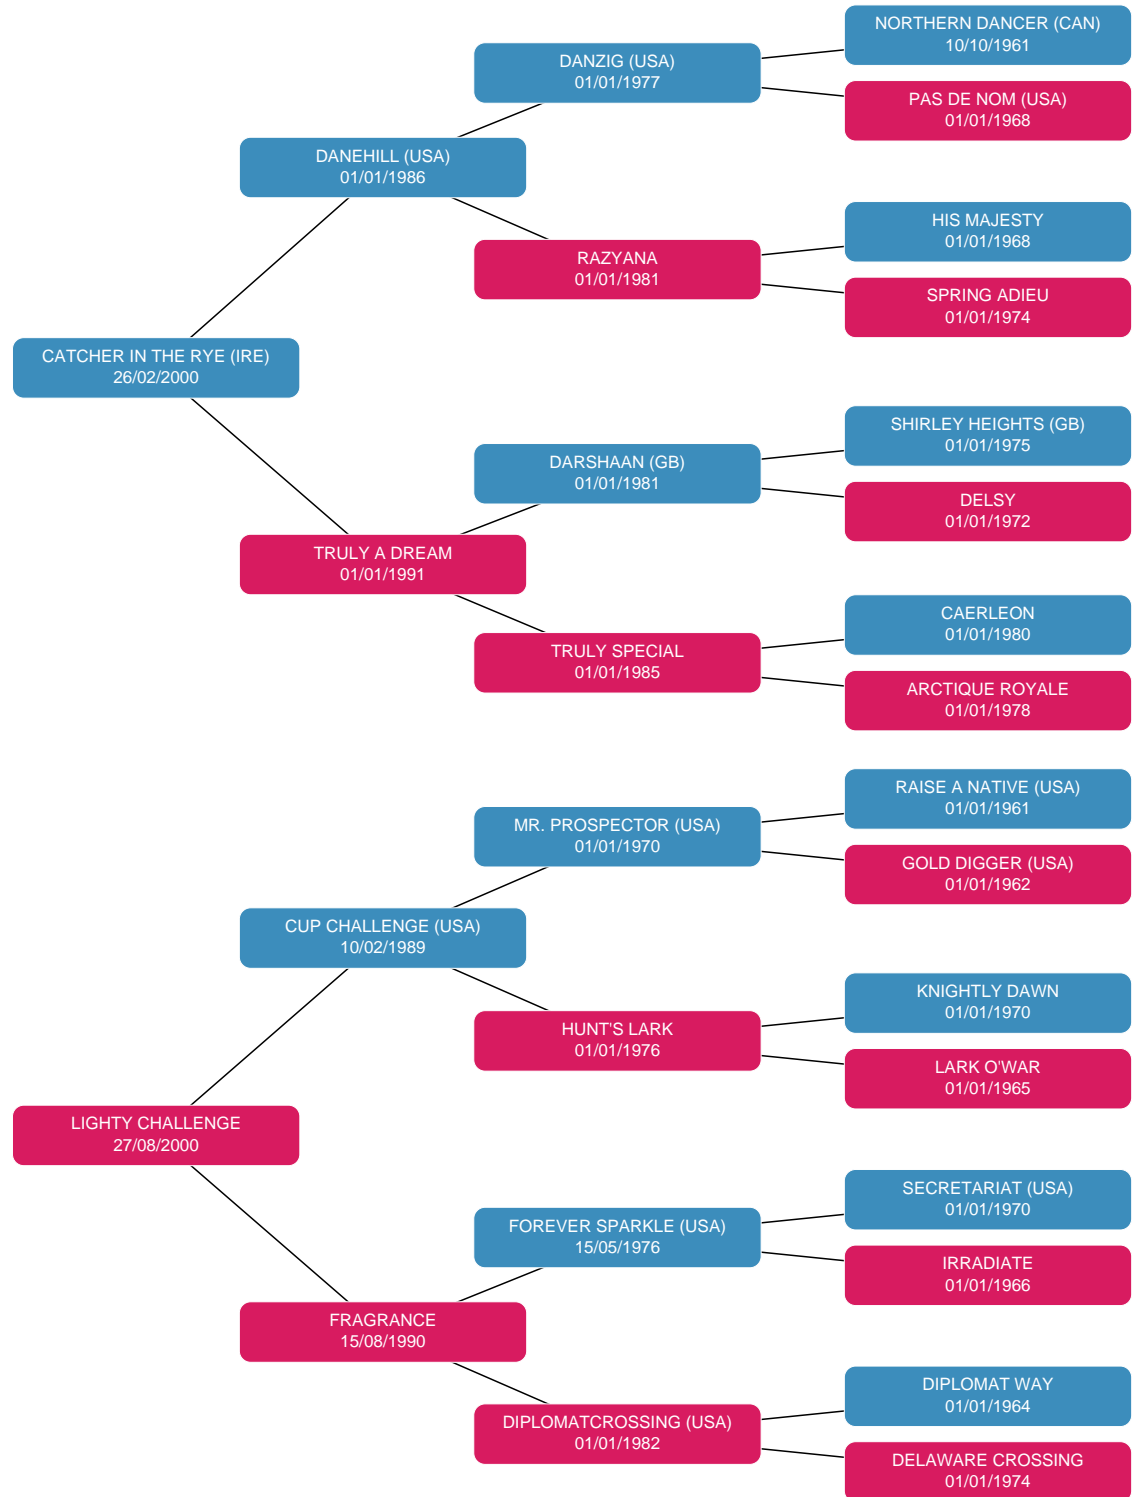 NORTHERN DANCER (CAN)
10/10/1961
DANZIG (USA)
01/01/1977
PAS DE NOM (USA)
01/01/1968
DANEHILL (USA)
01/01/1986
HIS MAJESTY
01/01/1968
RAZYANA
01/01/1981
SPRING ADIEU
01/01/1974
CATCHER IN THE RYE (IRE)
26/02/2000
SHIRLEY HEIGHTS (GB)
01/01/1975
DARSHAAN (GB)
01/01/1981
DELSY
01/01/1972
TRULY A DREAM
01/01/1991
CAERLEON
01/01/1980
TRULY SPECIAL
01/01/1985
ARCTIQUE ROYALE
01/01/1978
RAISE A NATIVE (USA)
01/01/1961
MR. PROSPECTOR (USA)
01/01/1970
GOLD DIGGER (USA)
01/01/1962
CUP CHALLENGE (USA)
10/02/1989
KNIGHTLY DAWN
01/01/1970
HUNT'S LARK
01/01/1976
LARK O'WAR
01/01/1965
LIGHTY CHALLENGE
27/08/2000
SECRETARIAT (USA)
01/01/1970
FOREVER SPARKLE (USA)
15/05/1976
IRRADIATE
01/01/1966
FRAGRANCE
15/08/1990
DIPLOMAT WAY
01/01/1964
DIPLOMATCROSSING (USA)
01/01/1982
DELAWARE CROSSING
01/01/1974